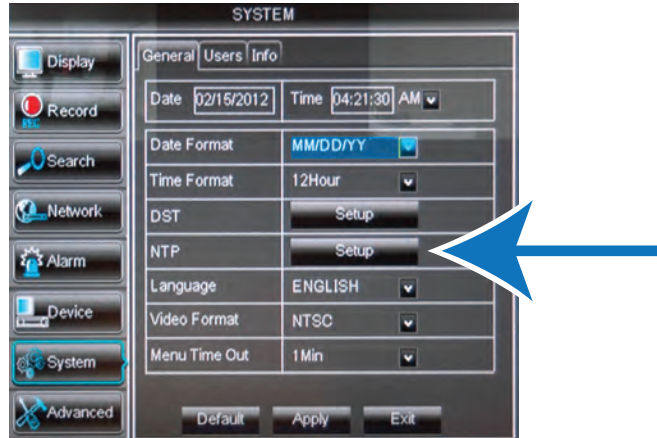 SYSTEM
Display
Record
REC
Search
Network
Alarm
Device
System
Advanced
General Users Info
Date 02/15/2012 Time 04:21:30 AM
Date Format MM/DD/YY
Time Format 12Hour
DST Setup
NTP Setup
Language ENGLISH
Video Format NTSC
Menu Time Out 1Min
Default Apply Exit